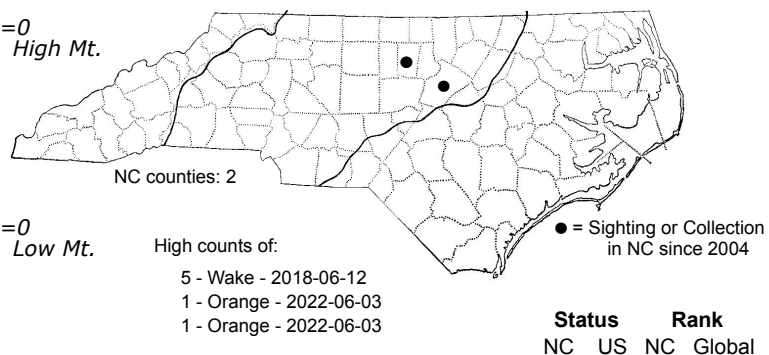 =0
High Mt.
NC counties: 2
=0
Low Mt.
High counts of:
5 - Wake - 2018-06-12
1 - Orange - 2022-06-03
1 - Orange - 2022-06-03
● = Sighting or Collection
in NC since 2004
Status Rank
NC US NC Global